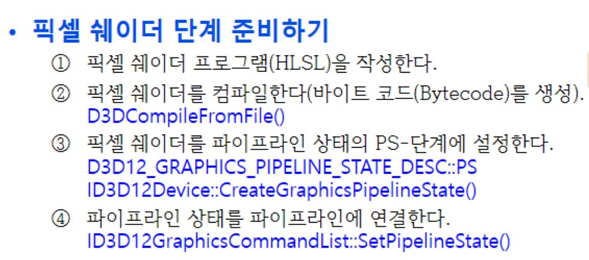 • 픽셀 쉐이더 단계 준비하기
① 픽셀 쉐이더 프로그램(HLSL)을 작성한다.
② 픽셀 쉐이더를 컴파일한다(바이트 코드(Bytecode)를 생성).
D3DCompileFromFile()
③ 픽셀 쉐이더를 파이프라인 상태의 PS-단계에 설정한다.
D3D12_GRAPHICS_PIPELINE_STATE_DESC::PS
ID3D12Device::CreateGraphicsPipelineState()
④ 파이프라인 상태를 파이프라인에 연결한다.
ID3D12GraphicsCommandList::SetPipelineState()